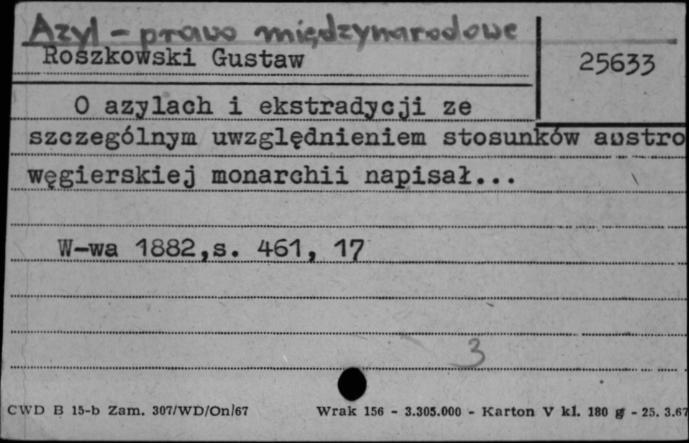 Azyl - prawo międzynarodowe
Roszkowski Gustaw
25633
O azylach i ekstradycji ze
szczególnym uwzględnieniem stosunków austro
węgierskiej monarchii napisał...
W-wa 1882,s. 461, 17
3
CWD B 15-b Zam. 307/WD/On/67 Wrak 156 - 3.305.000 - Karton V kl. 180 g - 25. 3.67